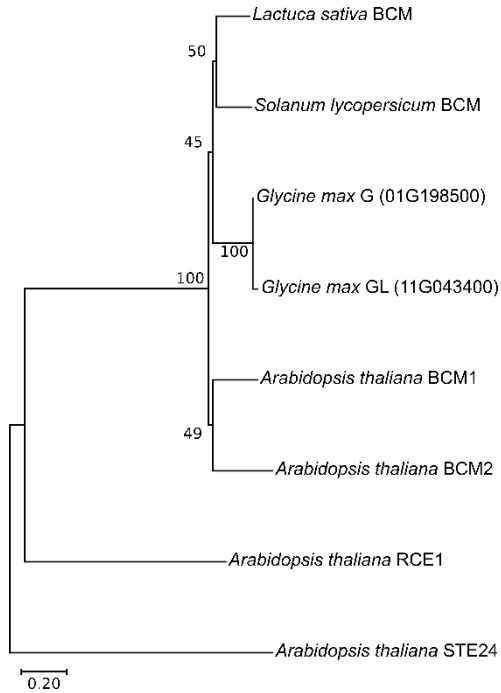 Lactuca sativa BCM
50
Solanum lycopersicum BCM
45
Glycine max G (01G198500)
100
Glycine max GL (11G043400)
100
Arabidopsis thaliana BCM1
49
Arabidopsis thaliana BCM2
Arabidopsis thaliana RCE1
Arabidopsis thaliana STE24
0.20